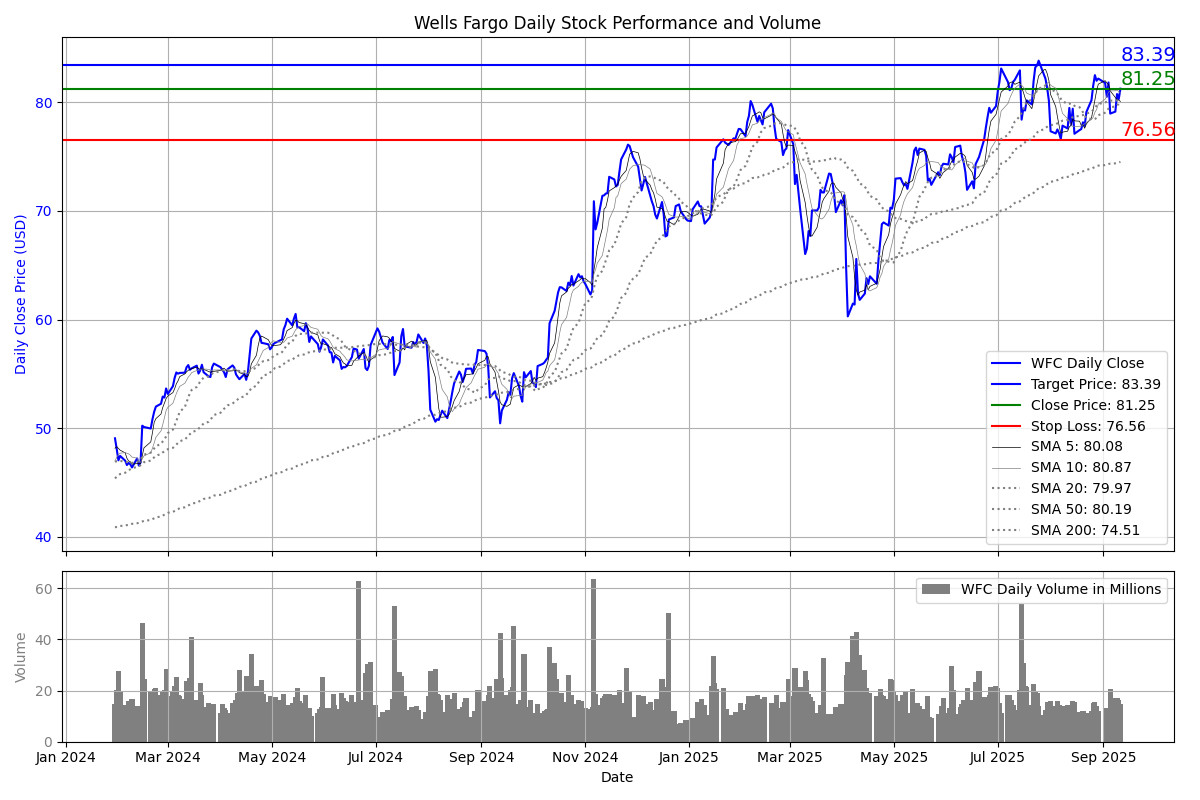 Wells Fargo Daily Stock Performance and Volume
83.39
81.25
76.56
Daily Close Price (USD)
80
70
60
50
40
WFC Daily Close
Target Price: 83.39
Close Price: 81.25
Stop Loss: 76.56
SMA 5: 80.08
SMA 10: 80.87
SMA 20: 79.97
SMA 50: 80.19
SMA 200: 74.51
WFC Daily Volume in Millions
Volume
60
40
20
0
Jan 2024 Mar 2024 May 2024 Jul 2024 Sep 2024 Nov 2024 Jan 2025 Mar 2025 May 2025 Jul 2025 Sep 2025
Date